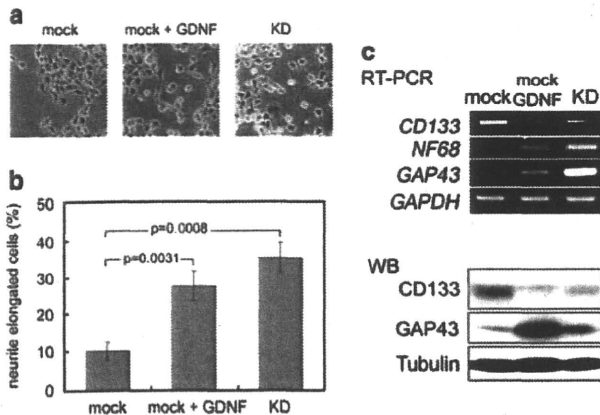 a
mock
mock + GDNF
KD
b
neurite elongated cells (%)
50
40
30
20
10
0
p=0.0008
p=0.0031
mock
mock + GDNF
KD
c
RT-PCR
mock
mock GDNF
KD
CD133
NF68
GAP43
GAPDH
WB
CD133
GAP43
Tubulin